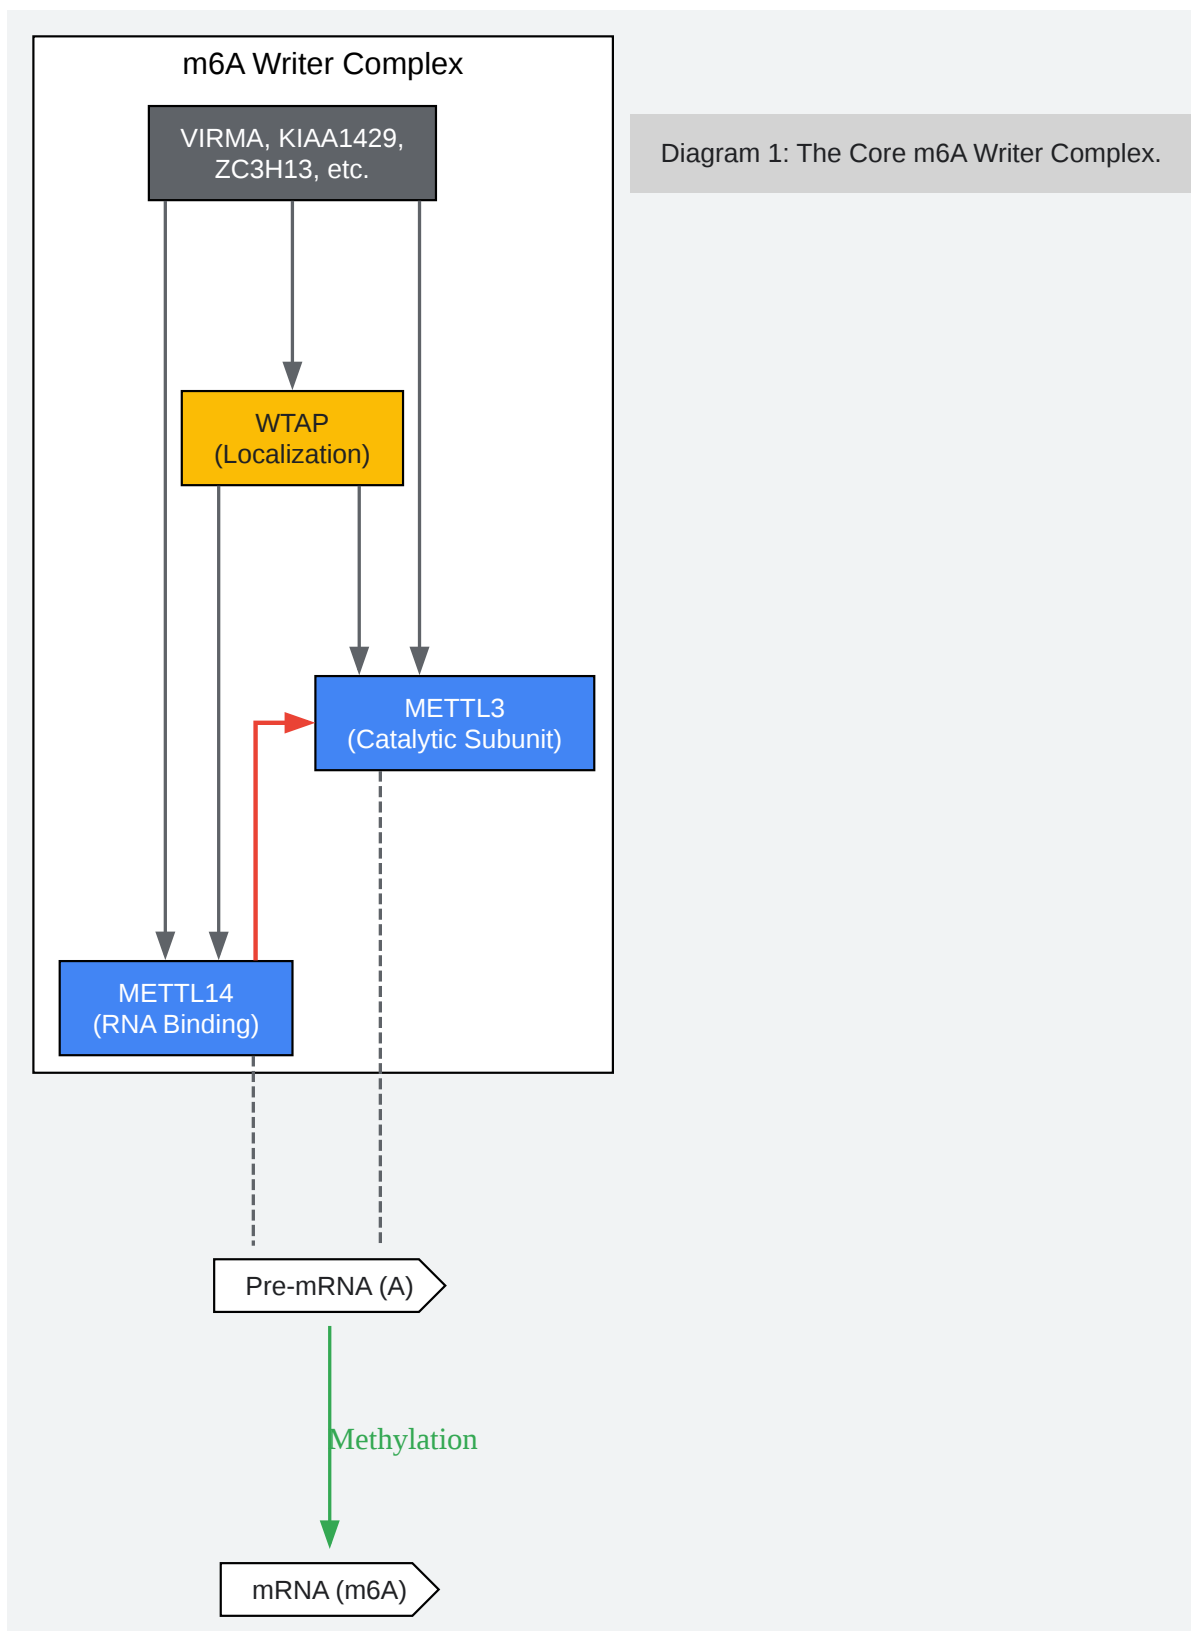 m6A Writer Complex
VIRMA, KIAA1429,
ZC3H13, etc.
Diagram 1: The Core m6A Writer Complex.
WTAP
(Localization)
METTL3
(Catalytic Subunit)
METTL14
(RNA Binding)
Pre-mRNA (A)
Methylation
mRNA (m6A)